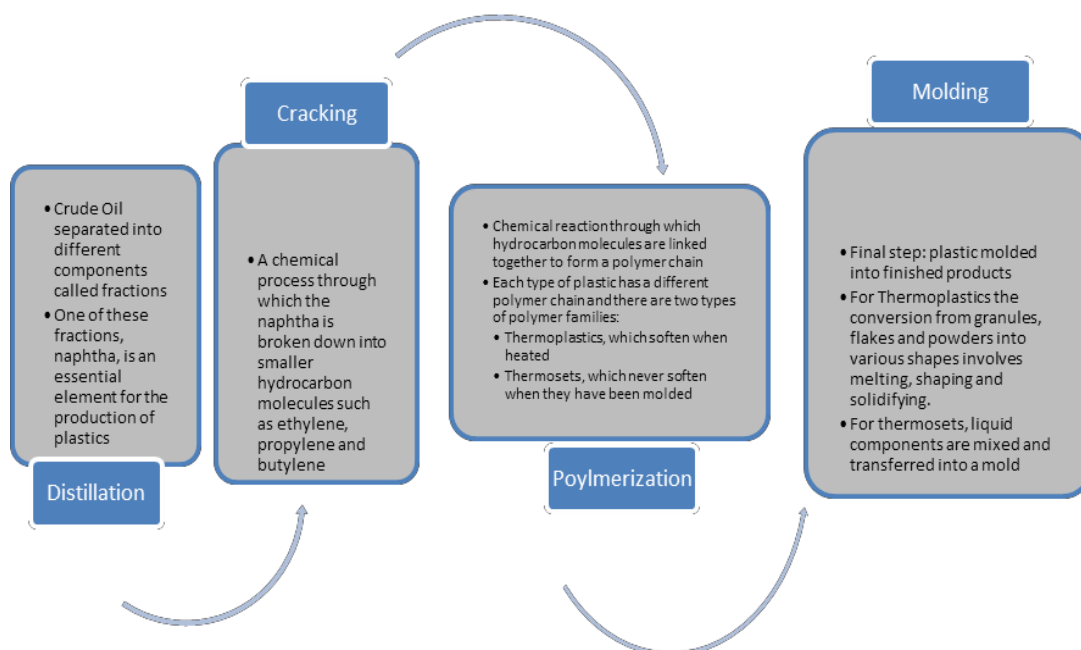 Crude Oil
separated into
different
components
called fractions
• One of these
fractions,
naphtha, is an
essential
element for the
production of
plastics
Distillation
Cracking
• A chemical
process through
which the
naphtha is
broken down into
smaller
hydrocarbon
molecules such
as ethylene,
propylene and
butylene
• Chemical reaction through which
hydrocarbon molecules are linked
together to form a polymer chain
• Each type of plastic has a different
polymer chain and there are two types
of polymer families:
• Thermoplastics, which soften when
heated
• Thermosets, which never soften
when they have been molded
Poylmerization
Molding
• Final step: plastic molded
into finished products
• For Thermoplastics the
conversion from granules,
flakes and powders into
various shapes involves
melting, shaping and
solidifying.
• For thermosets, liquid
components are mixed and
transferred into a mold